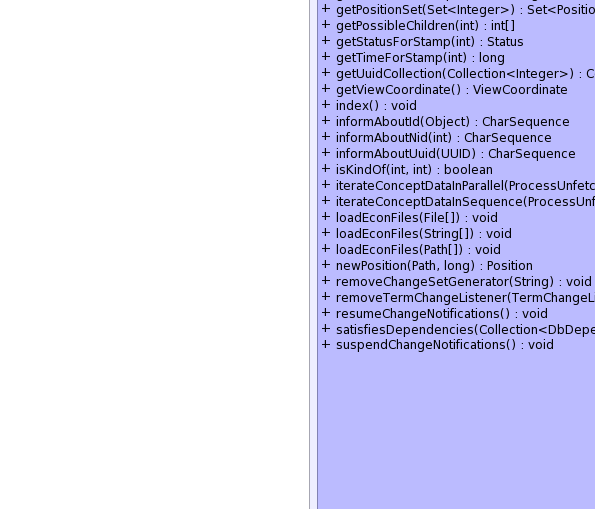 + getPositionSet(Set<Integer>) : Set<Positio
+ getPossibleChildren(int) : int[]
+ getStatusForStamp(int) : Status
+ getTimeForStamp(int) : long
+ getUuidCollection(Collection<Integer>) : C
+ getViewCoordinate() : ViewCoordinate
+ index() : void
+ informAboutId(Object) : CharSequence
+ informAboutNid(int) : CharSequence
+ informAboutUuid(UUID) : CharSequence
+ isKindOf(int, int) : boolean
+ iterateConceptDataInParallel(ProcessUnfetc
+ iterateConceptDataInSequence(ProcessUnf
+ loadEconFiles(File[]) : void
+ loadEconFiles(String[]) : void
+ loadEconFiles(Path[]) : void
+ newPosition(Path, long) : Position
+ removeChangeSetGenerator(String) : void
+ removeTermChangeListener(TermChangeLi
+ resumeChangeNotifications() : void
+ satisfiesDependencies(Collection<DbDepe
+ suspendChangeNotifications() : void